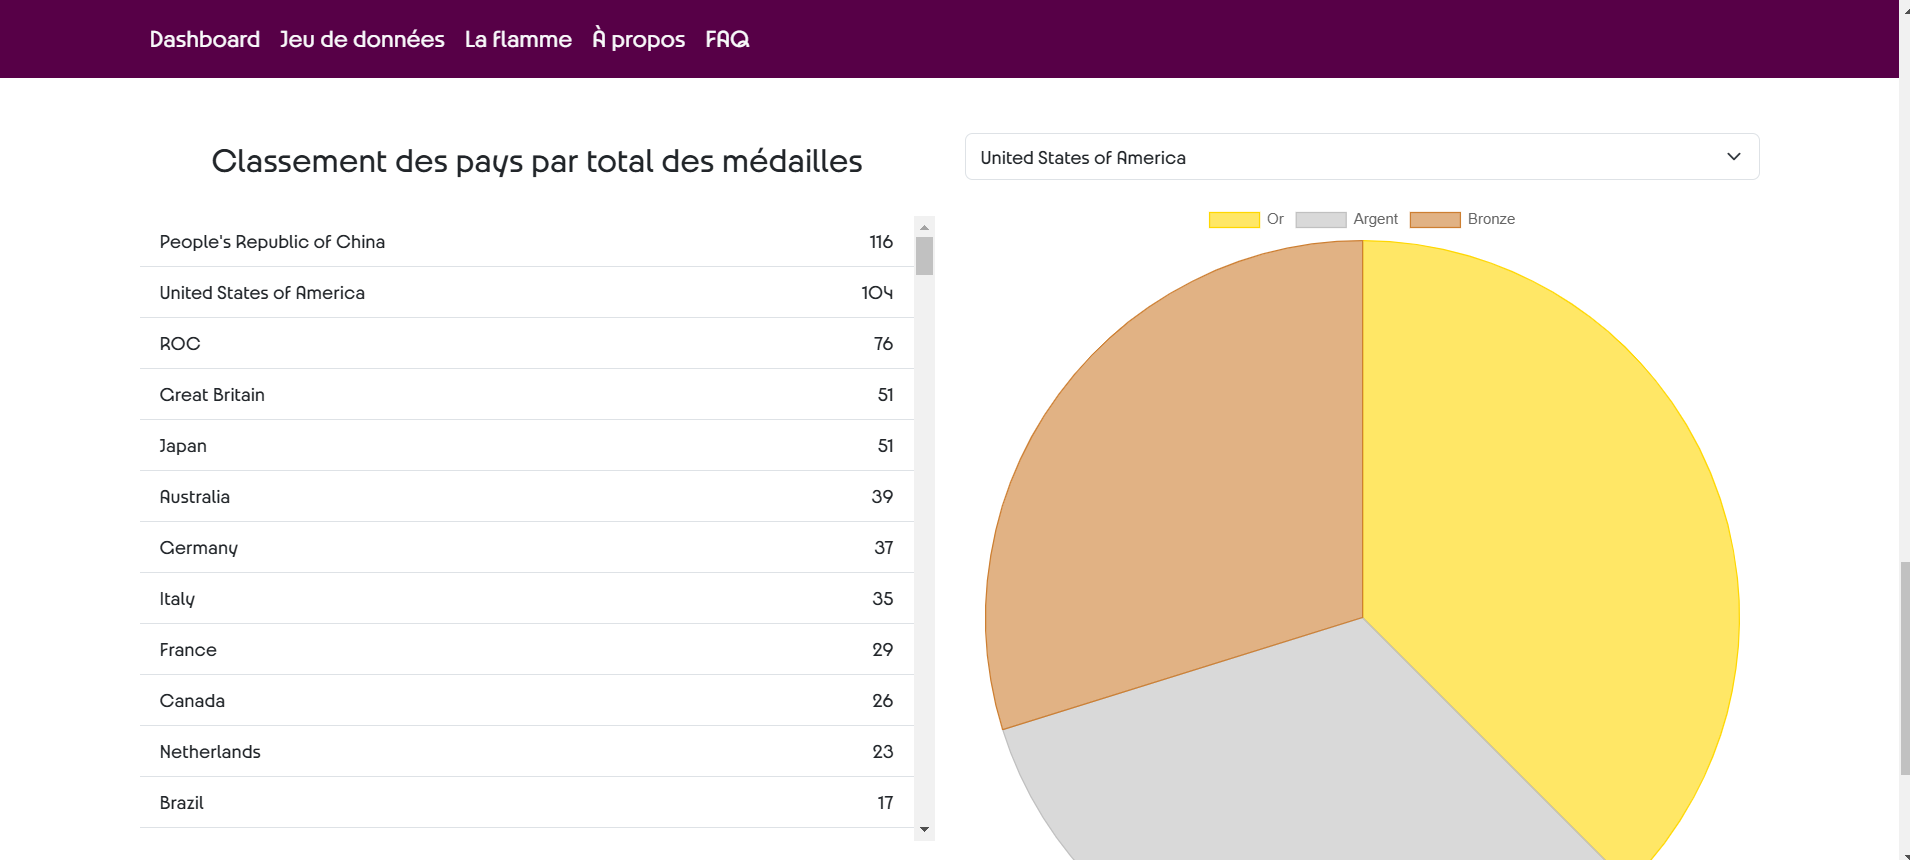 Dashboard Jeu de données La flamme À propos FAQ
Classement des pays par total des médailles
People's Republic of China 116
United States of America 104
ROC 76
Great Britain 51
Japan 51
Australia 39
Germany 37
Italy 35
France 29
Canada 26
Netherlands 23
Brazil 17
United States of America
Or Argent Bronze